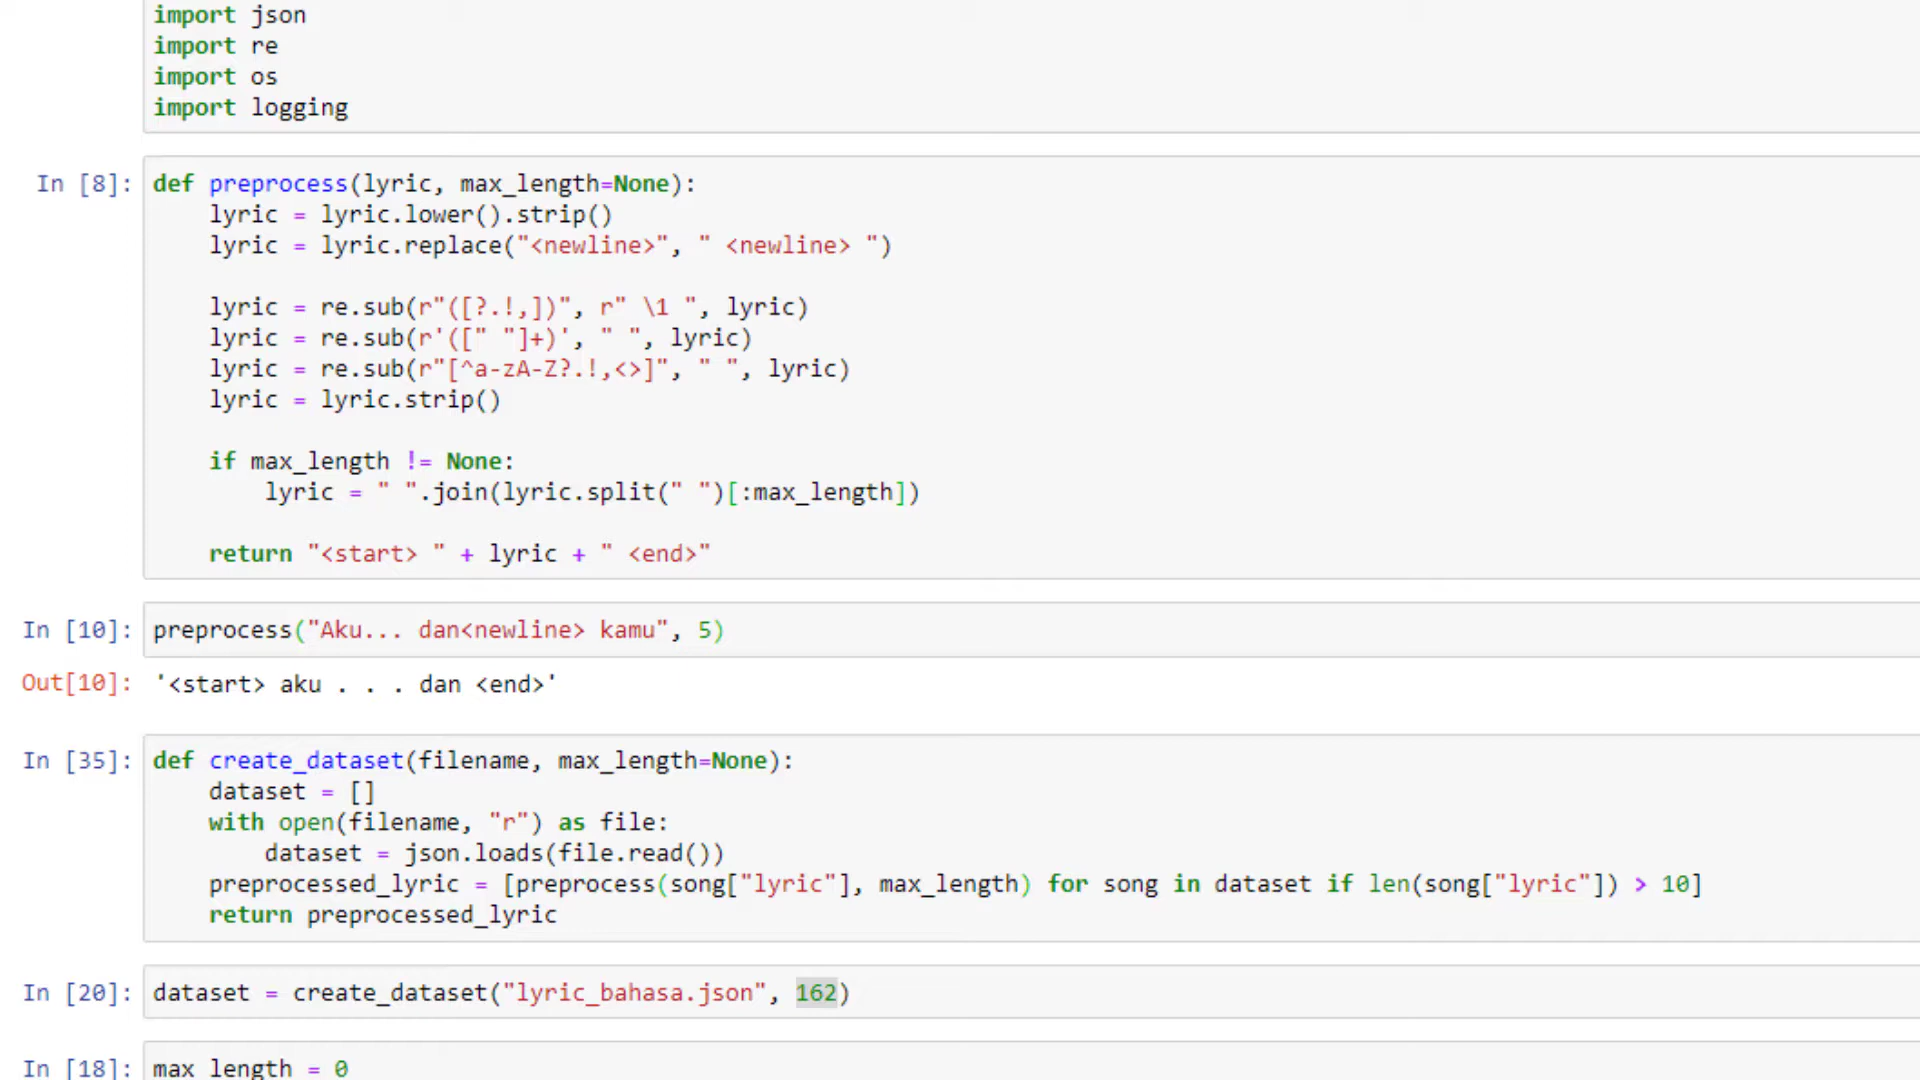 import json
import re
import os
import logging
In [8]: def preprocess(lyric, max_length=None):
    lyric = lyric.lower().strip()
    lyric = lyric.replace("<newline>", " <newline> ")
    lyric = re.sub(r"([?.!,])", r" \1 ", lyric)
    lyric = re.sub(r'([" "]+)', " ", lyric)
    lyric = re.sub(r"[^a-zA-Z?.!,<>]", " ", lyric)
    lyric = lyric.strip()
    if max_length != None:
        lyric = " ".join(lyric.split(" ")[:max_length])
    return "<start> " + lyric + " <end>"
In [10]: preprocess("Aku... dan<newline> kamu", 5)
Out[10]: '<start> aku . . . dan <end>'
In [35]: def create_dataset(filename, max_length=None):
    dataset = []
    with open(filename, "r") as file:
        dataset = json.loads(file.read())
    preprocessed_lyric = [preprocess(song["lyric"], max_length) for song in dataset if len(song["lyric"]) > 10]
    return preprocessed_lyric
In [20]: dataset = create_dataset("lyric_bahasa.json", 162)
In [18]: max_length = 0